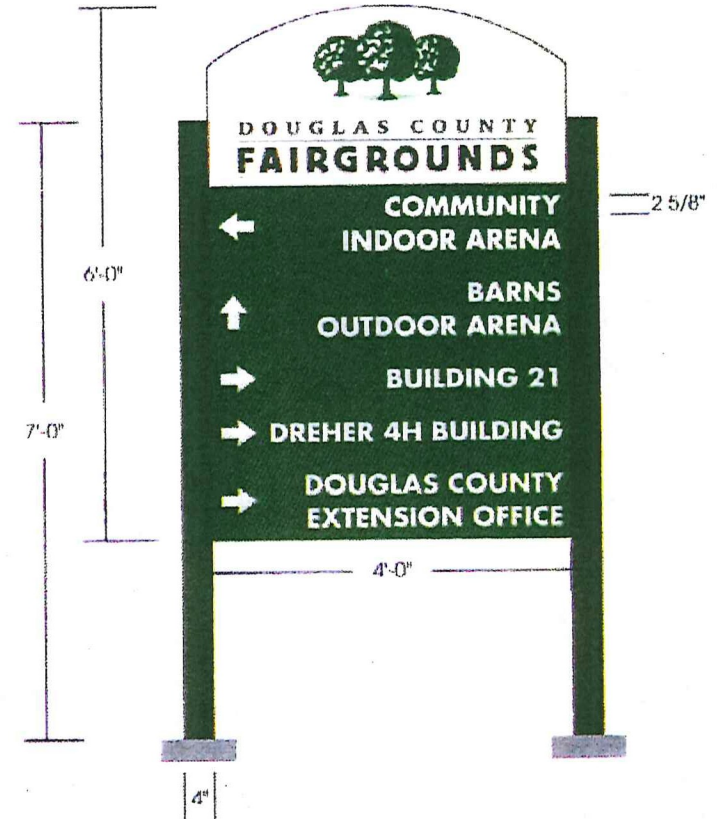 DOUGLAS COUNTY
FAIRGROUNDS
COMMUNITY
INDOOR ARENA
2 5/8"
6'-0"
BARNS
OUTDOOR ARENA
BUILDING 21
7'-0"
DREHER 4H BUILDING
DOUGLAS COUNTY
EXTENSION OFFICE
4'-0"
4"